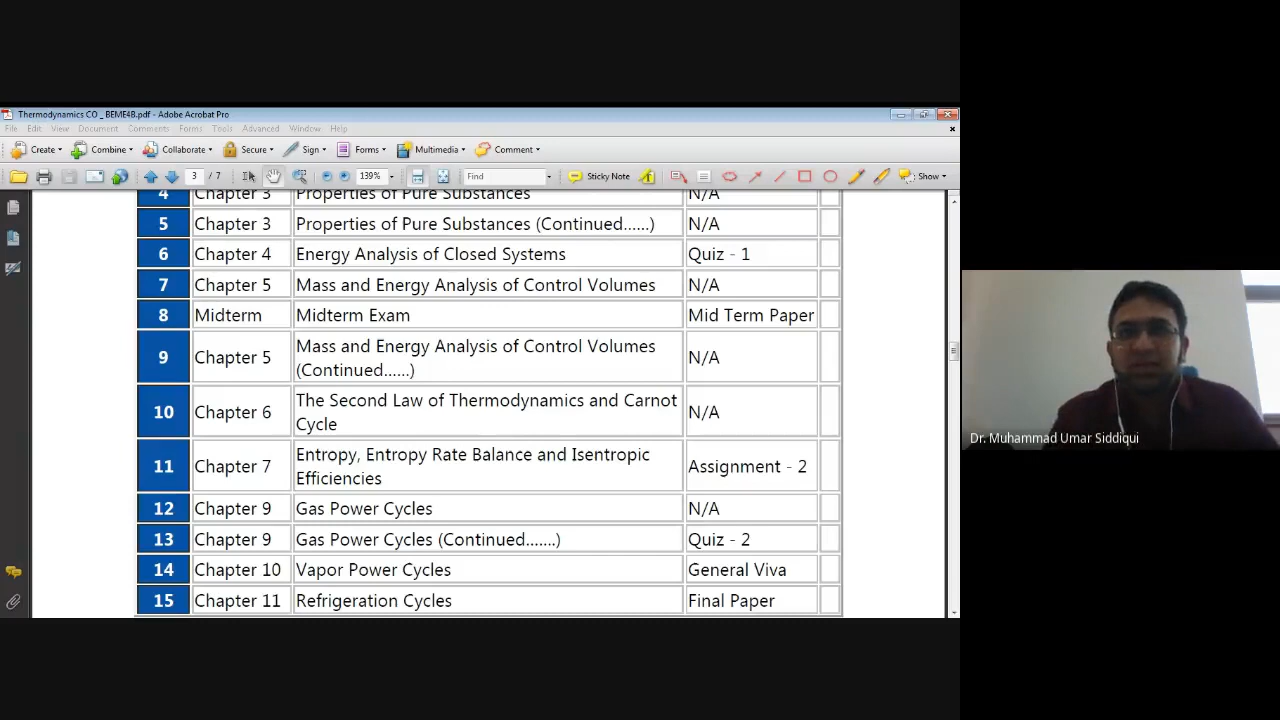 Thermodynamics CO _ BEME4B.pdf - Adobe Acrobat Pro
File Edit View Document Comments Forms Tools Advanced Window Help
Create Combine Collaborate Secure Sign Forms Multimedia Comment
3 / 7 139% Find Sticky Note Show
4 Chapter 3 Properties of Pure Substances N/A
5 Chapter 3 Properties of Pure Substances (Continued......) N/A
6 Chapter 4 Energy Analysis of Closed Systems Quiz - 1
7 Chapter 5 Mass and Energy Analysis of Control Volumes N/A
8 Midterm Midterm Exam Mid Term Paper
9 Chapter 5 Mass and Energy Analysis of Control Volumes N/A
(Continued......)
10 Chapter 6 The Second Law of Thermodynamics and Carnot N/A
Cycle
11 Chapter 7 Entropy, Entropy Rate Balance and Isentropic Assignment - 2
Efficiencies
12 Chapter 9 Gas Power Cycles N/A
13 Chapter 9 Gas Power Cycles (Continued.......) Quiz - 2
14 Chapter 10 Vapor Power Cycles General Viva
15 Chapter 11 Refrigeration Cycles Final Paper
Dr. Muhammad Umar Siddiqui